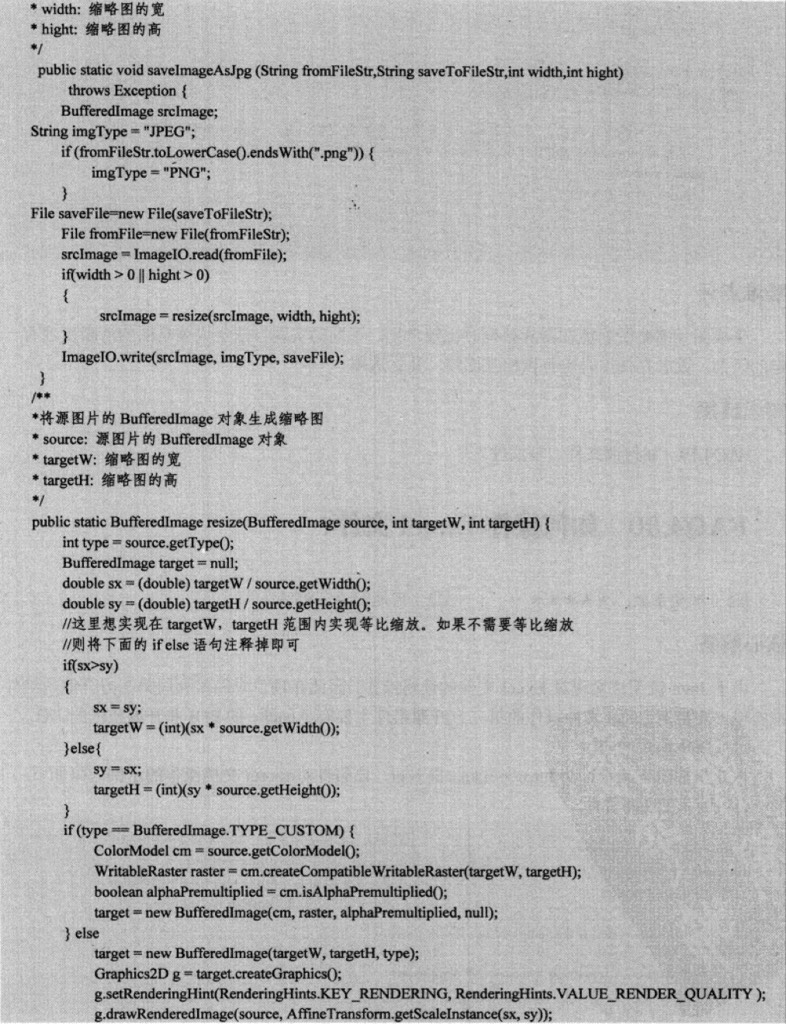 * width: 缩略图的宽
* hight: 缩略图的高
*/
public static void saveImageAsJpg (String fromFileStr,String saveToFileStr,int width,int hight)
throws Exception {
BufferedImage srcImage;
String imgType = "JPEG";
if (fromFileStr.toLowerCase().endsWith(".png")) {
imgType = "PNG";
}
File saveFile=new File(saveToFileStr);
File fromFile=new File(fromFileStr);
srcImage = ImageIO.read(fromFile);
if(width > 0 || hight > 0)
{
srcImage = resize(srcImage, width, hight);
}
ImageIO.write(srcImage, imgType, saveFile);
}
/**
*将源图片的 BufferedImage 对象生成缩略图
* source: 源图片的 BufferedImage 对象
* targetW: 缩略图的宽
* targetH: 缩略图的高
*/
public static BufferedImage resize(BufferedImage source, int targetW, int targetH) {
int type = source.getType();
BufferedImage target = null;
double sx = (double) targetW / source.getWidth();
double sy = (double) targetH / source.getHeight();
//这里想实现在 targetW，targetH 范围内实现等比缩放。如果不需要等比缩放
//则将下面的 if else 语句注释掉即可
if(sx>sy)
{
sx = sy;
targetW = (int)(sx * source.getWidth());
}else{
sy = sx;
targetH = (int)(sy * source.getHeight());
}
if (type == BufferedImage.TYPE_CUSTOM) {
ColorModel cm = source.getColorModel();
WritableRaster raster = cm.createCompatibleWritableRaster(targetW, targetH);
boolean alphaPremultiplied = cm.isAlphaPremultiplied();
target = new BufferedImage(cm, raster, alphaPremultiplied, null);
} else
target = new BufferedImage(targetW, targetH, type);
Graphics2D g = target.createGraphics();
g.setRenderingHint(RenderingHints.KEY_RENDERING, RenderingHints.VALUE_RENDER_QUALITY );
g.drawRenderedImage(source, AffineTransform.getScaleInstance(sx, sy));